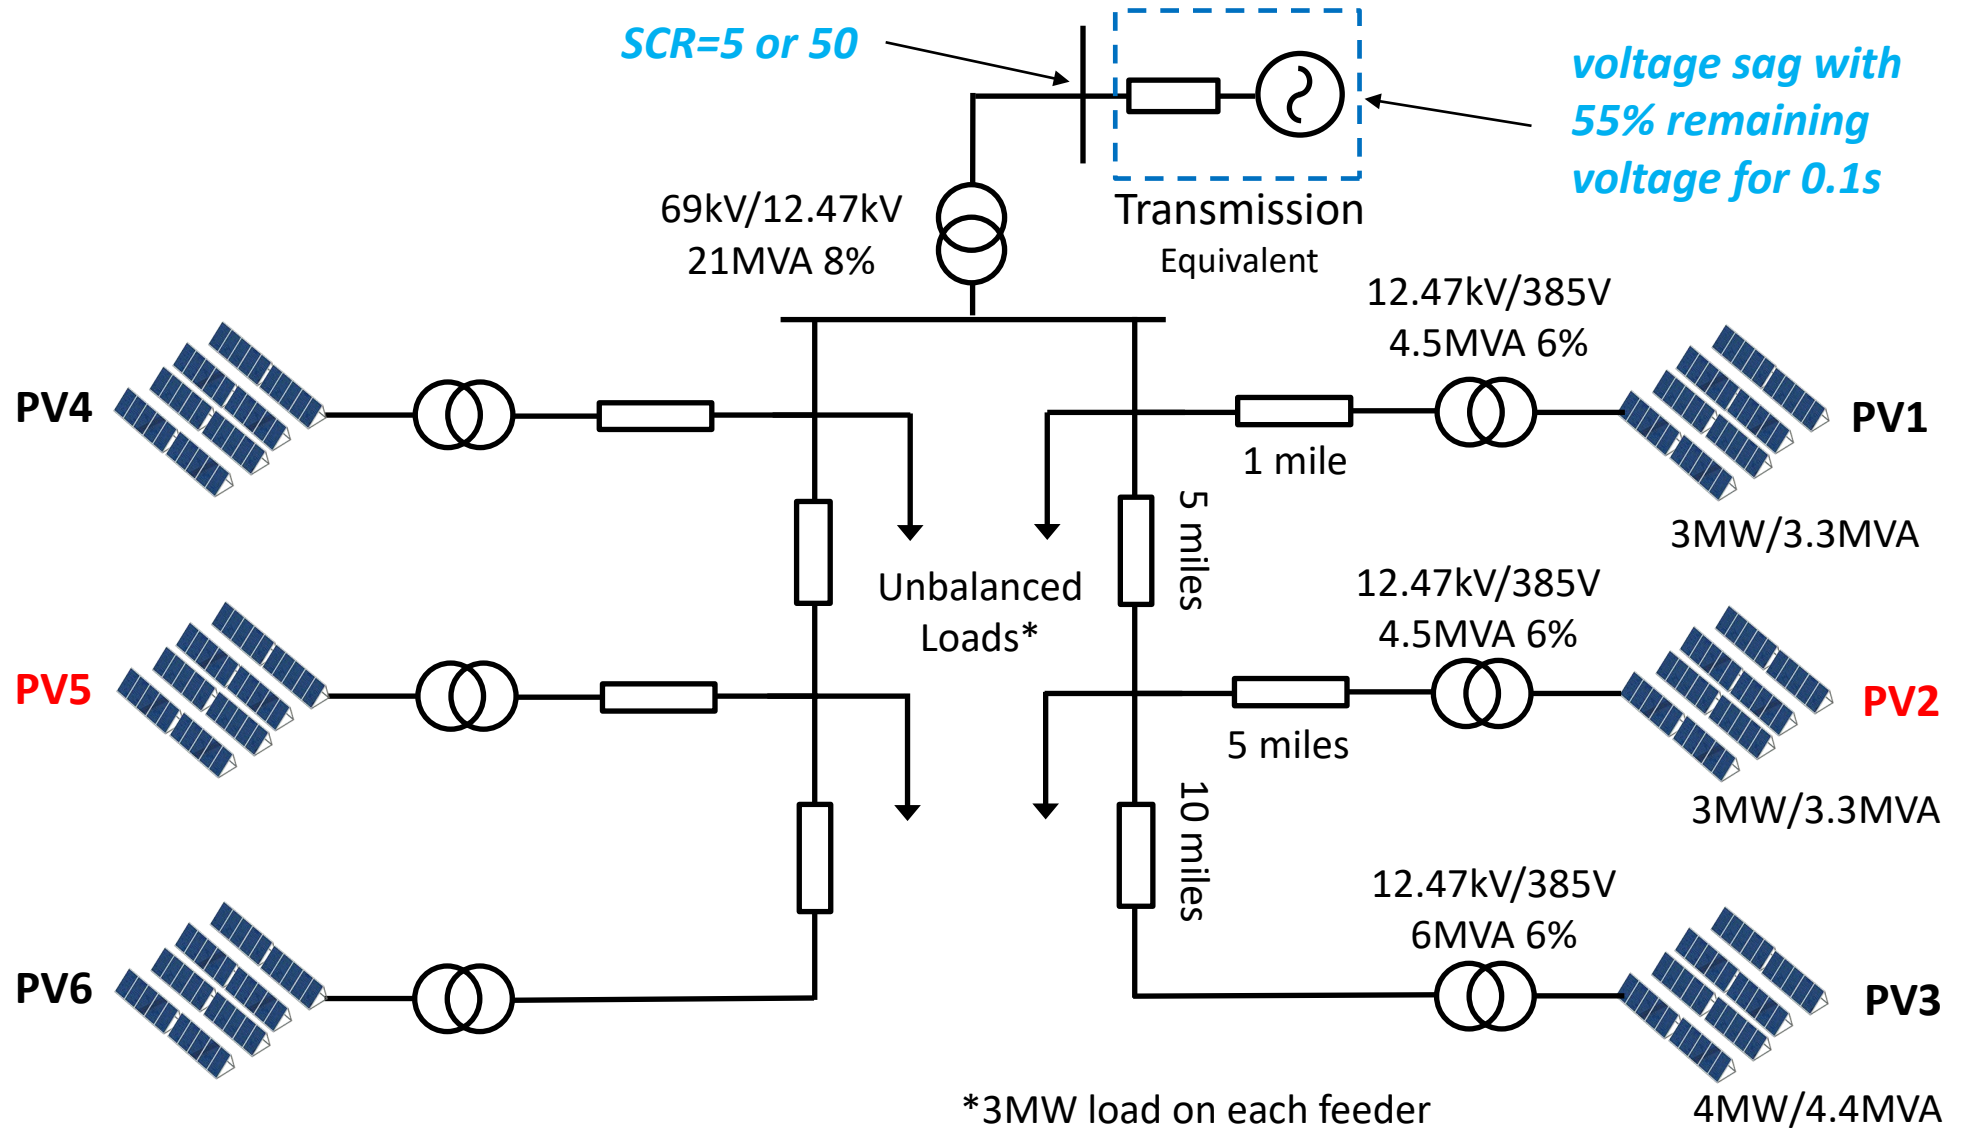 SCR=5 or 50
voltage sag with
55% remaining
voltage for 0.1s
69kV/12.47kV
21MVA 8%
Transmission
Equivalent
12.47kV/385V
4.5MVA 6%
PV4
PV1
1 mile
3MW/3.3MVA
5 miles
Unbalanced
Loads*
12.47kV/385V
4.5MVA 6%
PV5
PV2
5 miles
3MW/3.3MVA
10 miles
12.47kV/385V
6MVA 6%
PV6
PV3
*3MW load on each feeder
4MW/4.4MVA